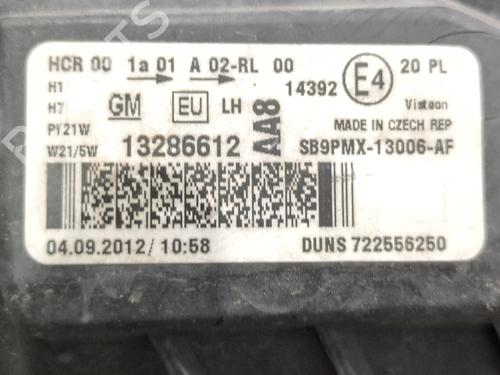 HCR 00 1a 01 A 02-RL 00
14392 E4 20 PL
H1
H7 GM EU LH Visteon
PY21W MADE IN CZECH REP
W21/5W 13286612 AA8 SB9PMX-13006-AF
04.09.2012/10:58 DUNS 722556250